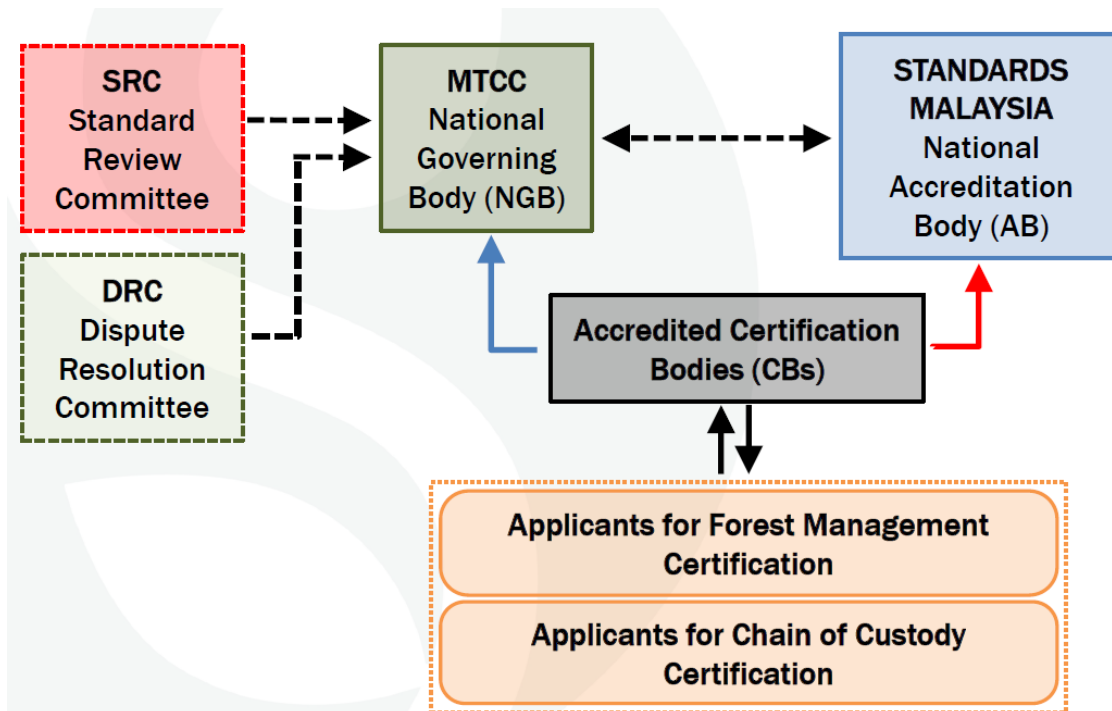 SRC
Standard
Review
Committee
MTCC
National
Governing
Body (NGB)
STANDARDS
MALAYSIA
National
Accreditation
Body (AB)
DRC
Dispute
Resolution
Committee
Accredited Certification
Bodies (CBs)
Applicants for Forest Management
Certification
Applicants for Chain of Custody
Certification